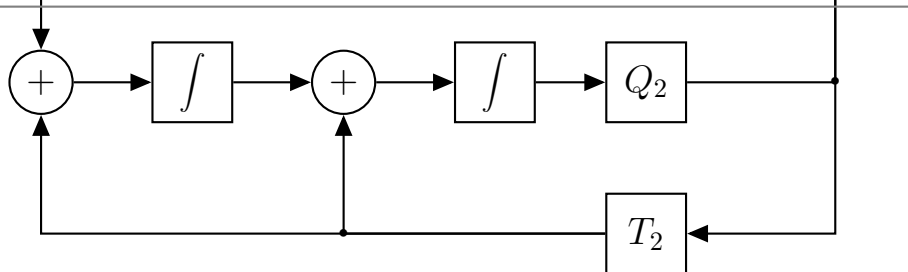 + ∫ + ∫ Q₂
T₂